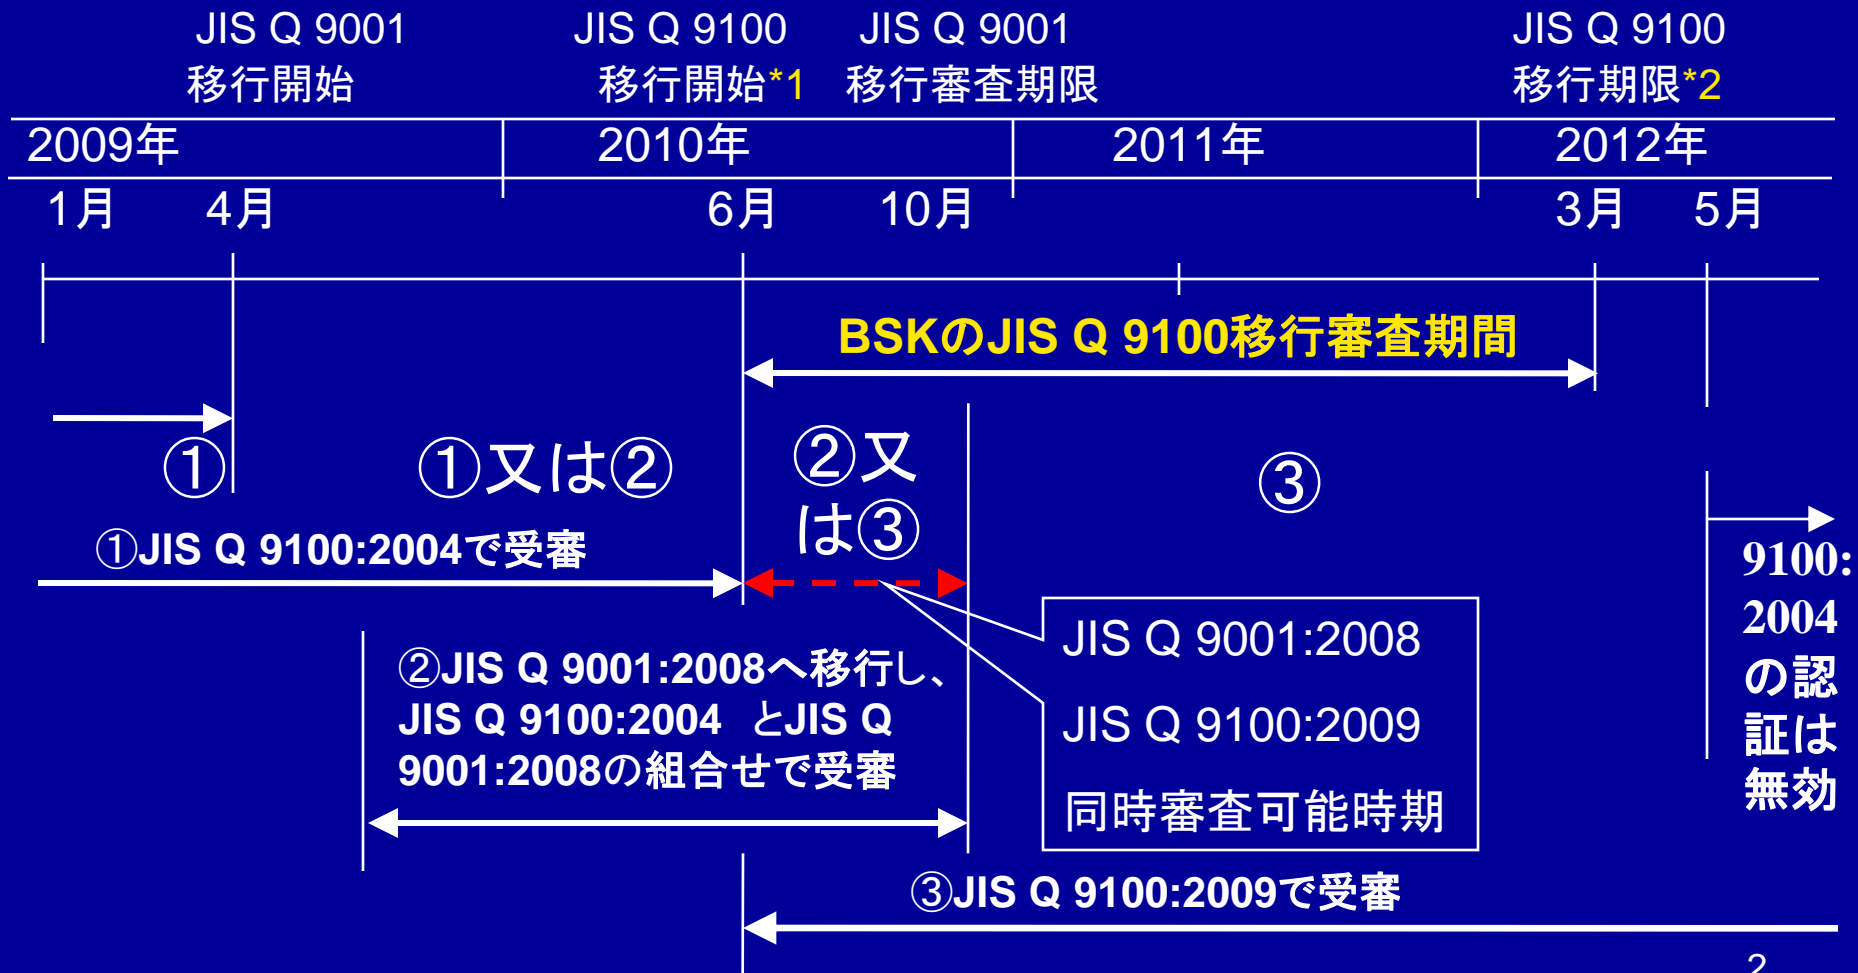 JIS Q 9001
移行開始
JIS Q 9100
移行開始*1
JIS Q 9001
移行審査期限
JIS Q 9100
移行期限*2
2009年 2010年 2011年 2012年
1月 4月 6月 10月 3月 5月
BSKのJIS Q 9100移行審査期間
①
①又は②
②又
は③
③
①JIS Q 9100:2004で受審
②JIS Q 9001:2008へ移行し、
JIS Q 9100:2004 とJIS Q
9001:2008の組合せで受審
JIS Q 9001:2008
JIS Q 9100:2009
同時審査可能時期
9100:
2004
の認
証は
無効
③JIS Q 9100:2009で受審
2